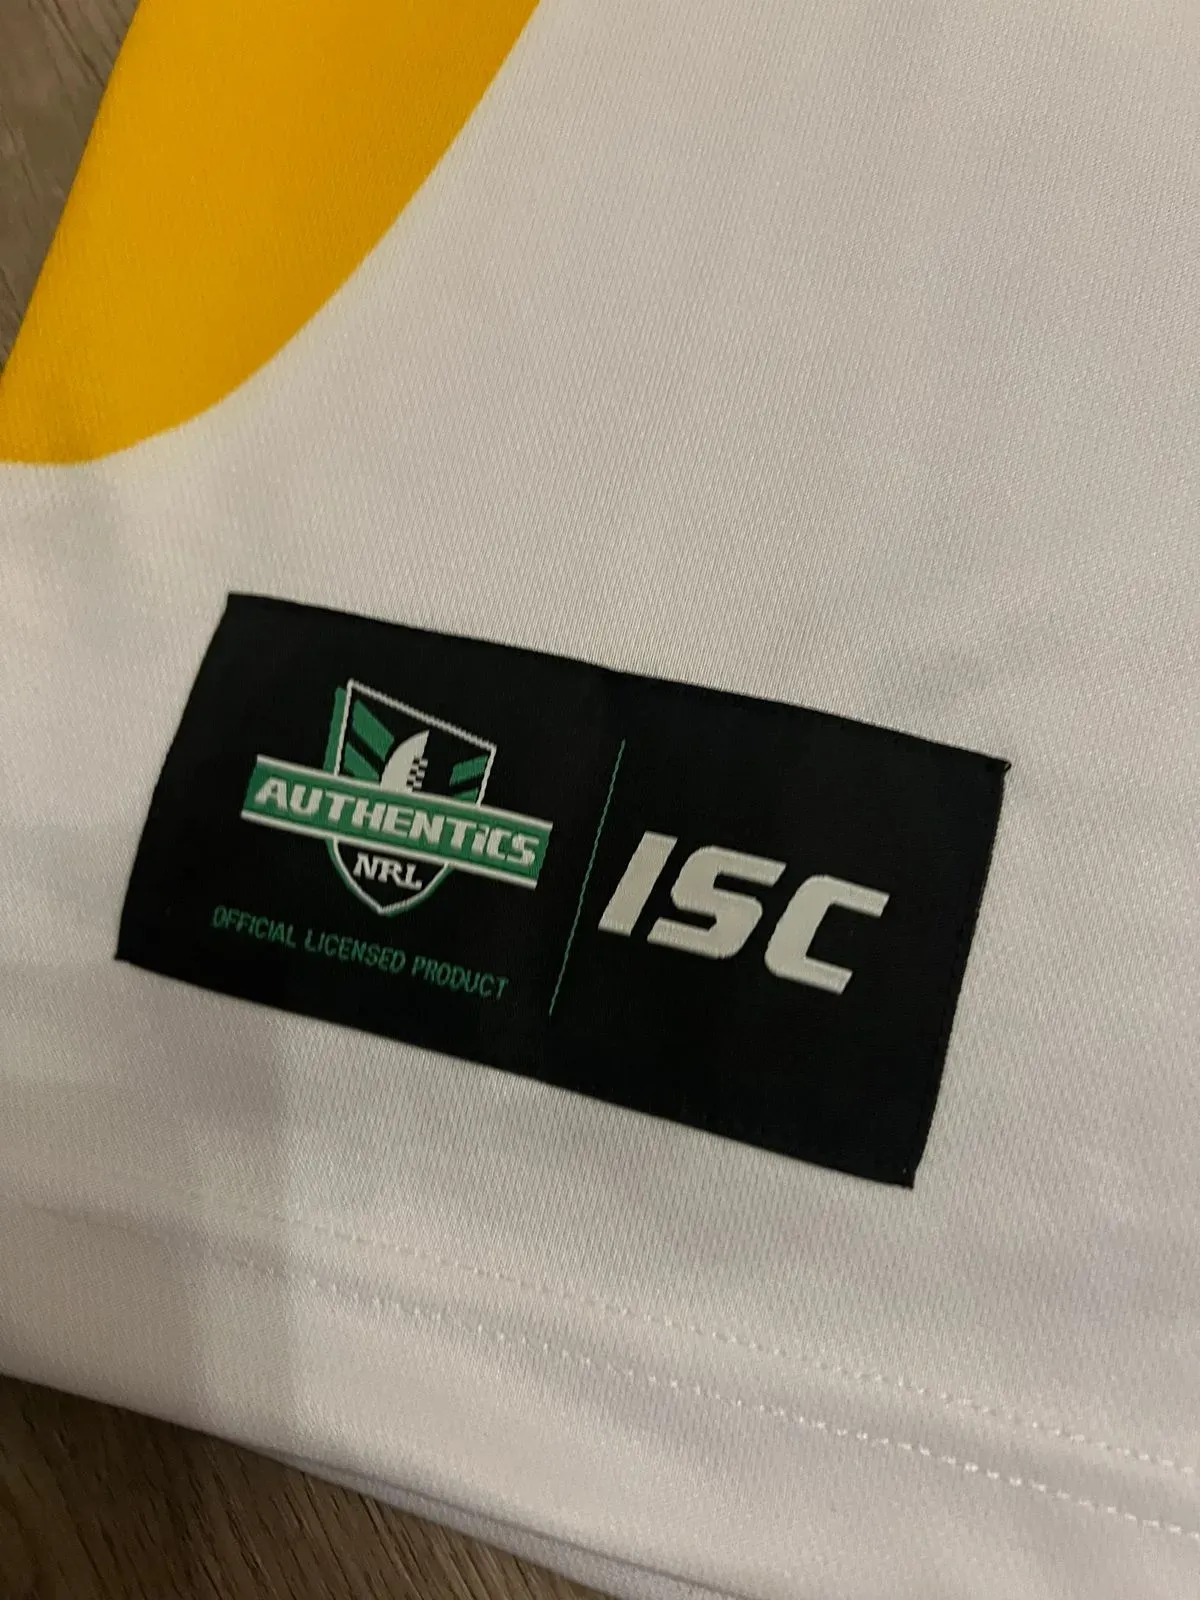 AUTHENTICS
NRL
OFFICIAL LICENSED PRODUCT
ISC